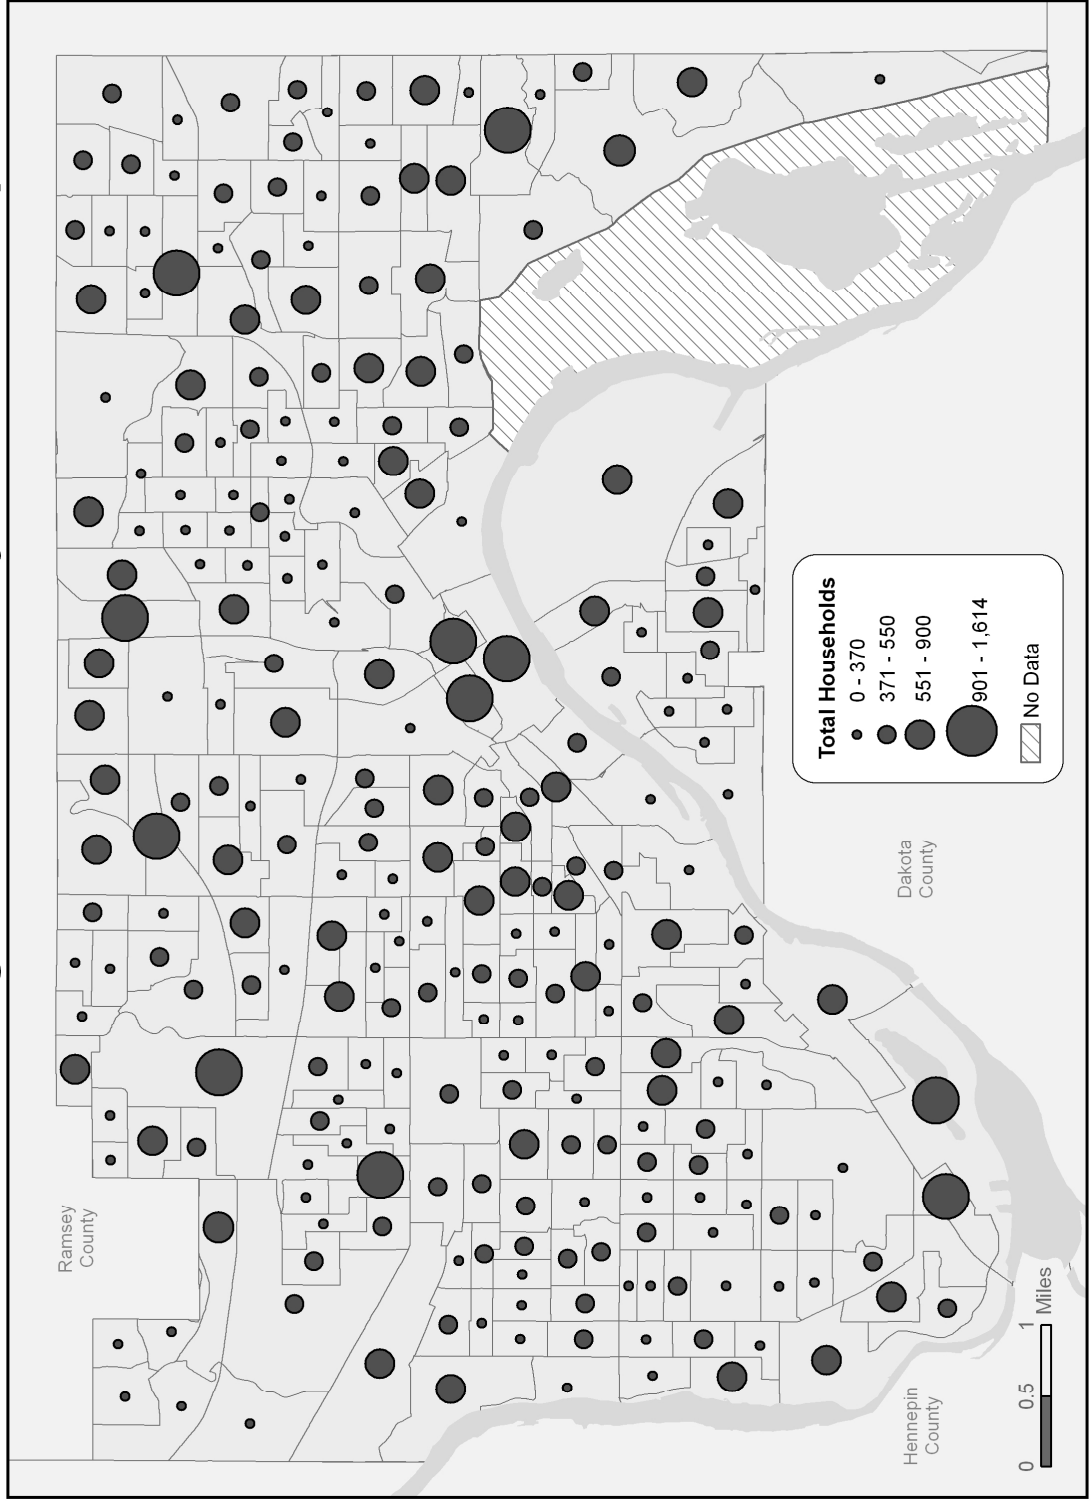 Ramsey
County
Hennepin
County
Dakota
County
Total Households
0 - 370
371 - 550
551 - 900
901 - 1,614
No Data
0 0.5 1
Miles